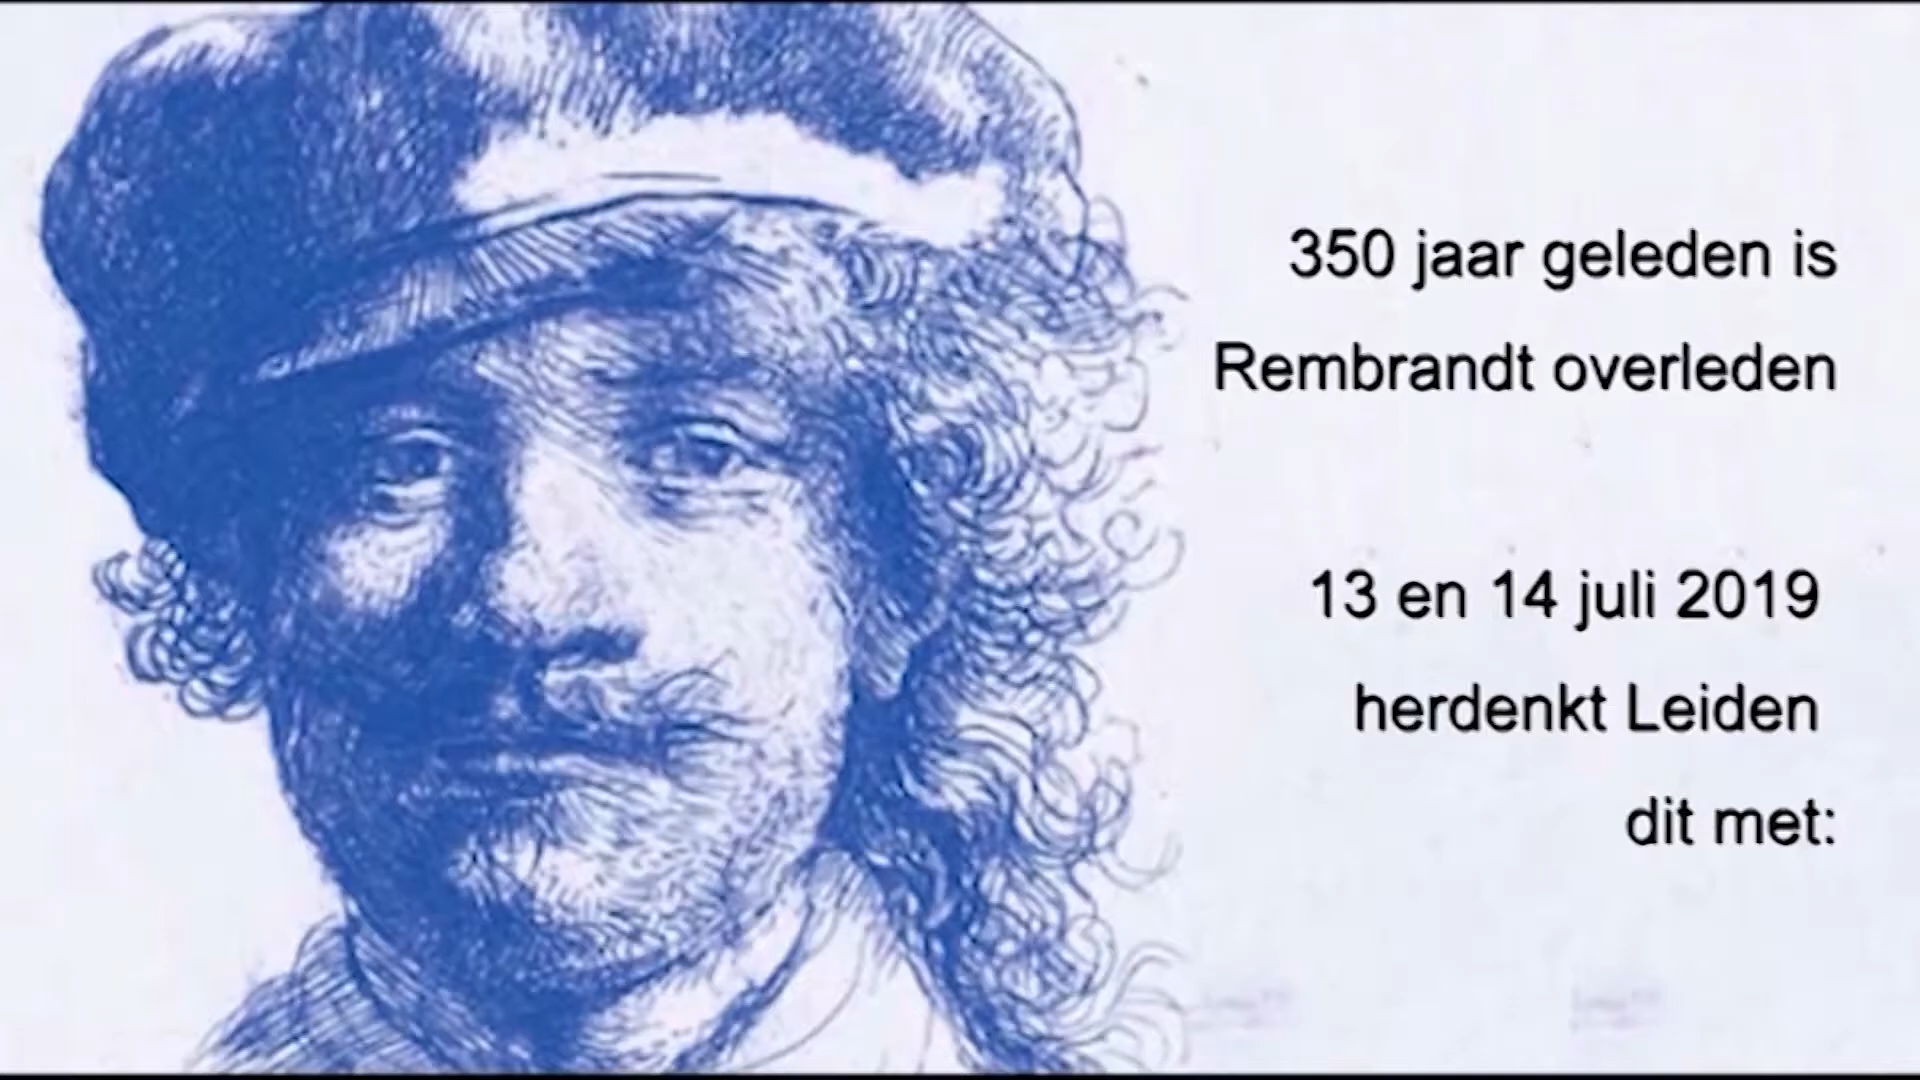 350 jaar geleden is
Rembrandt overleden
13 en 14 juli 2019
herdenkt Leiden
dit met: